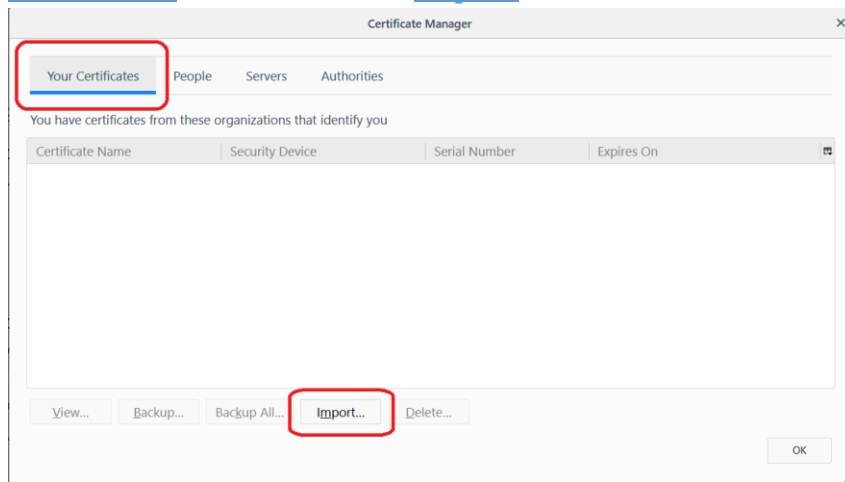 Certificate Manager
Your Certificates People Servers Authorities
You have certificates from these organizations that identify you
Certificate Name Security Device Serial Number Expires On
View... Backup... Backup All... Import... Delete...
OK